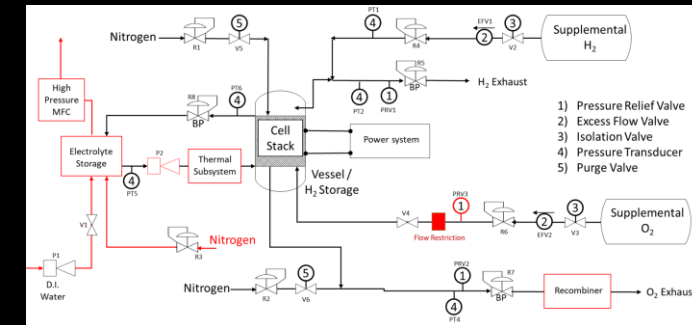 Nitrogen
5
R1
V5
PT1
4
R4
EFV1
2
3
V2
Supplemental
H2
R5
BP
H2 Exhaust
4
PT2
1
PRV1
High
Pressure
MFC
R8
BP
PT6
4
Cell
Stack
Power system
1) Pressure Relief Valve
2) Excess Flow Valve
3) Isolation Valve
4) Pressure Transducer
5) Purge Valve
Electrolyte
Storage
4
PT5
P2
Thermal
Subsystem
Vessel /
H2 Storage
V1
PRV3
1
V4
Flow Restriction
R6
2
EFV2
3
V3
Supplemental
O2
Nitrogen
R3
P1
D.I.
Water
Nitrogen
R2
5
V6
PRV2
1
4
PT4
R7
BP
Recombiner
O2 Exhaus